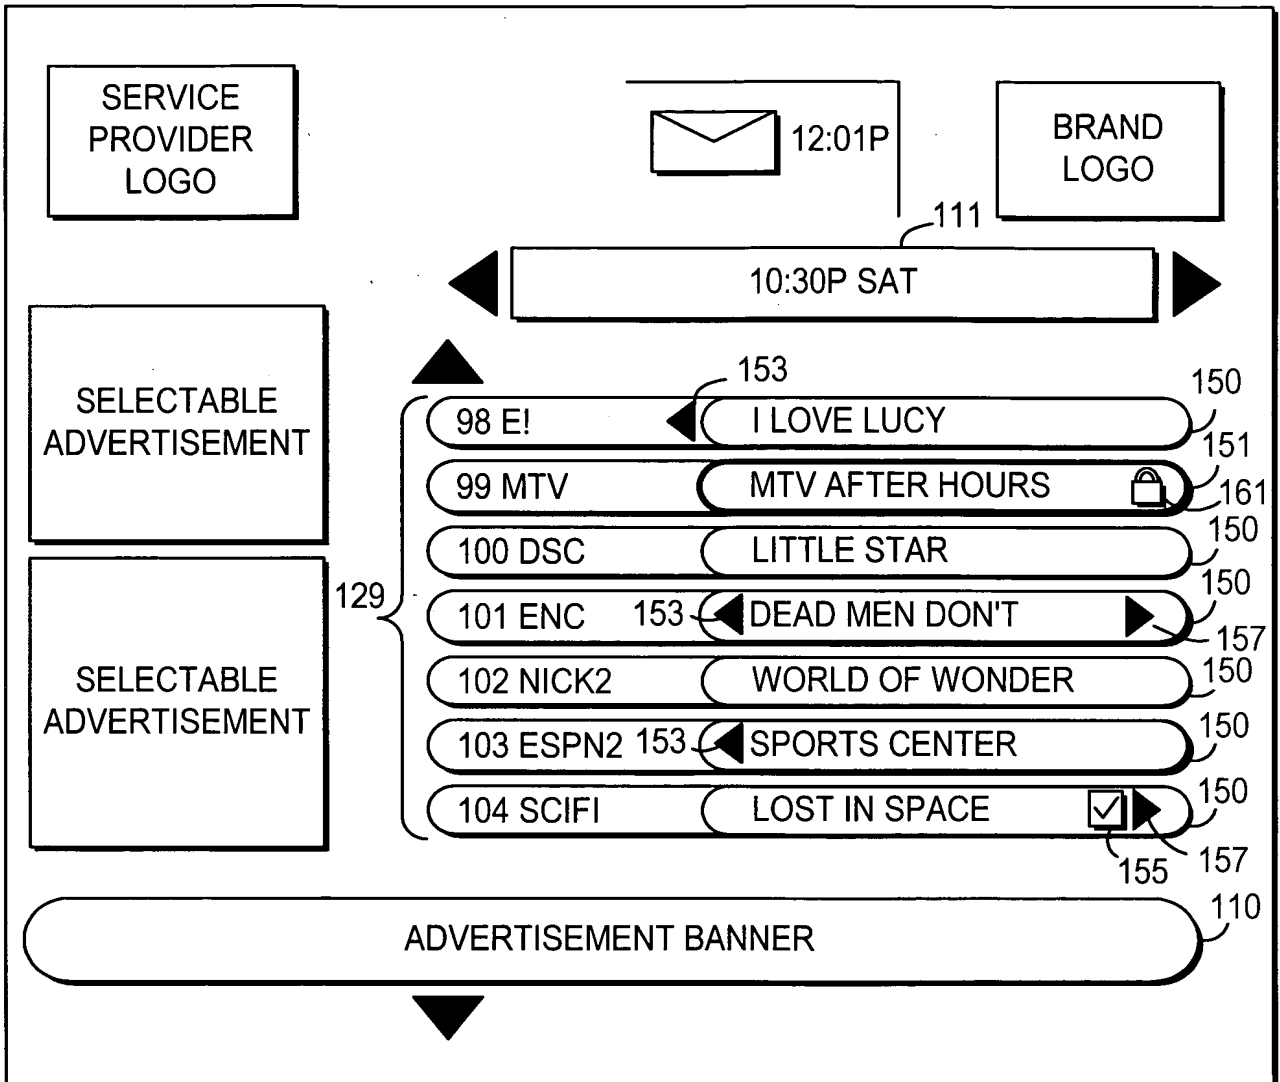 SERVICE
PROVIDER
LOGO
12:01P
BRAND
LOGO
111
10:30P SAT
SELECTABLE
ADVERTISEMENT
SELECTABLE
ADVERTISEMENT
129
153
98 E! I LOVE LUCY 150
99 MTV MTV AFTER HOURS 151
161
100 DSC LITTLE STAR 150
101 ENC 153 DEAD MEN DON'T 150
157
102 NICK2 WORLD OF WONDER 150
103 ESPN2 153 SPORTS CENTER 150
104 SCIFI LOST IN SPACE 150
155 157
110
ADVERTISEMENT BANNER